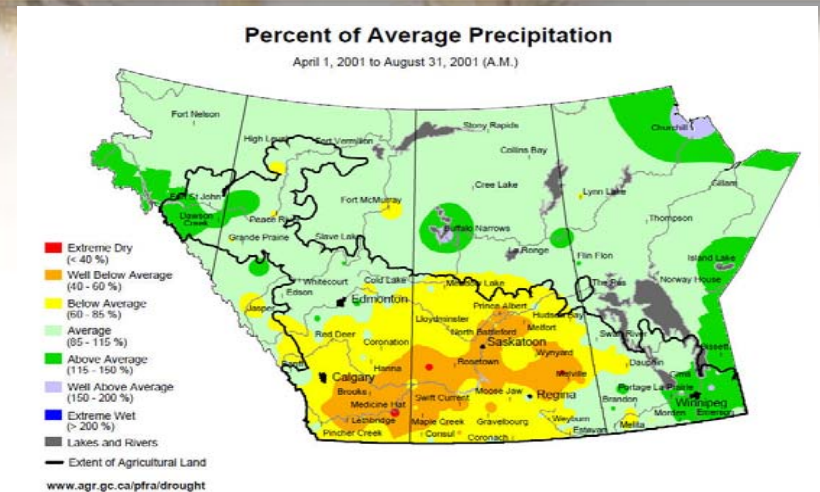 Percent of Average Precipitation
April 1, 2001 to August 31, 2001 (A.M.)
Fort Nelson
High Level
Fort Vermilion
Stony Rapids
Churchill
Collins Bay
Cree Lake
Lynn Lake
Gillam
Fort St John
Fort McMurray
Dawson Creek
Peace Ri
Thompson
Grande Prairie
Slave Lake
Buffalo Narrows
La Ronge
Flin Flon
Island Lake
Norway House
Whitecourt
Cold Lake
Meadow Lake
The Pas
Edson
Edmonton
Jasper
Lloydminster
Prince Albert
Hudson Bay
Red Deer
Coronation
North Battleford
Melfort
Swan River
Saskatoon
Banff
Hanna
Rosetown
Wynyard
Dauphin
Calgary
Melville
Gimli
Brooks
Portage La Prairie
Medicine Hat
Swift Current
Moose Jaw
Regina
Brandon
Winnipeg
Lethbridge
Maple Creek
Gravelbourg
Weyburn
Morden
Emerson
Pincher Creek
Consul
Coronach
Estevan
Melita
Extreme Dry
(< 40 %)
Well Below Average
(40 - 60 %)
Below Average
(60 - 85 %)
Average
(85 - 115 %)
Above Average
(115 - 150 %)
Well Above Average
(150 - 200 %)
Extreme Wet
(> 200 %)
Lakes and Rivers
Extent of Agricultural Land
www.agr.gc.ca/pfra/drought